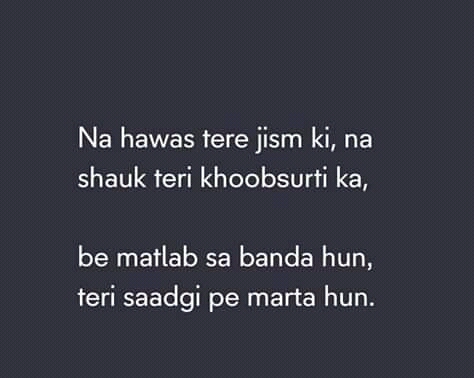 Na hawas tere jism ki, na
shauk teri khoobsurti ka,
be matlab sa banda hun,
teri saadgi pe marta hun.